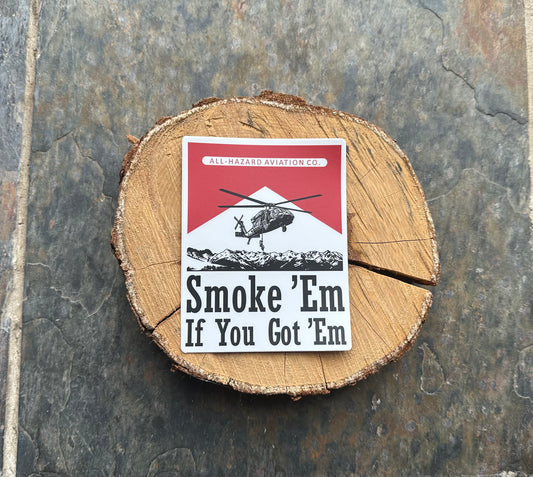 ALL-HAZARD AVIATION CO.
Smoke 'Em
If You Got 'Em